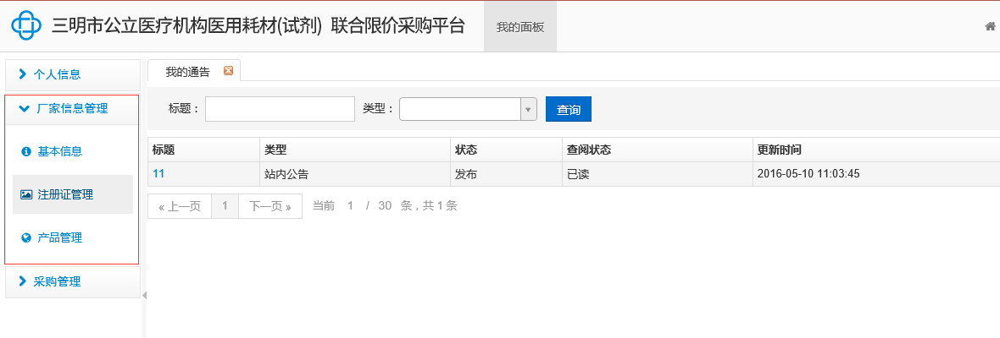 三明市公立医疗机构医用耗材(试剂) 联合限价采购平台
我的面板
个人信息
厂家信息管理
基本信息
注册证管理
产品管理
采购管理
我的通告
标题： 类型： 查询
标题 类型 状态 查阅状态 更新时间
11 站内公告 发布 已读 2016-05-10 11:03:45
« 上一页 1 下一页 » 当前 1 / 30 条，共 1 条